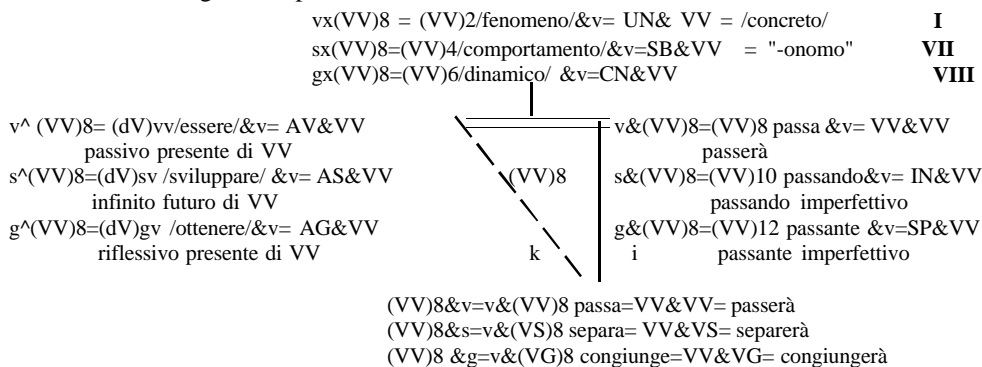 vx(VV)8 = (VV)2/fenomeno/&v= UN& VV = /concreto/ I
sx(VV)8=(VV)4/comportamento/&v=SB&VV = "-onomo" VII
gx(VV)8=(VV)6/dinamico/ &v=CN&VV VIII
v^ (VV)8= (dV)vv/essere/&v= AV&VV v&(VV)8=(VV)8 passa &v= VV&VV
passivo presente di VV passerà
s^(VV)8=(dV)sv /sviluppare/ &v= AS&VV (VV)8 s&(VV)8=(VV)10 passando&v= IN&VV
infinito futuro di VV passando imperfettivo
g^(VV)8=(dV)gv /ottenere/&v= AG&VV g&(VV)8=(VV)12 passante &v=SP&VV
riflessivo presente di VV k i passante imperfettivo
(VV)8&v=v&(VV)8 passa=VV&VV= passerà
(VV)8&s=v&(VS)8 separa= VV&VS= separerà
(VV)8 &g=v&(VG)8 congiunge=VV&VG= congiungerà